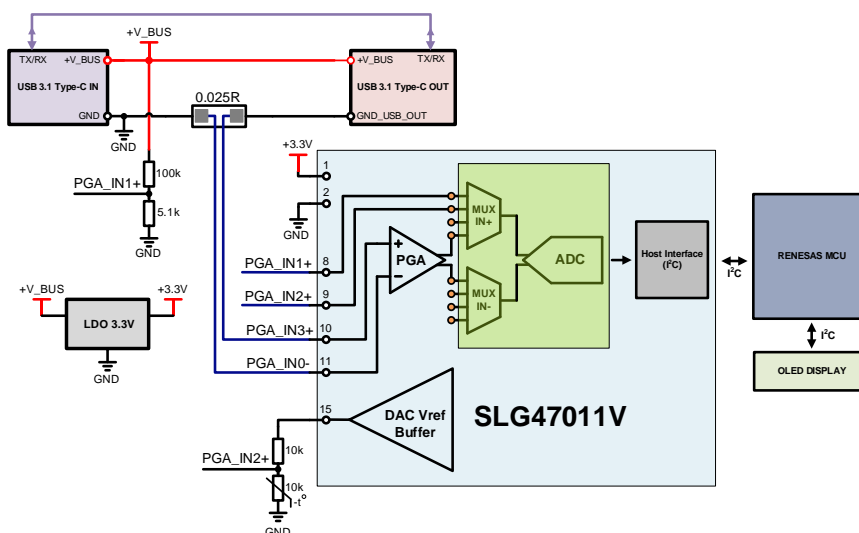 +V_BUS
TX/RX
+V_BUS
USB 3.1 Type-C IN
GND
GND
0.025R
+V_BUS
TX/RX
USB 3.1 Type-C OUT
GND_USB_OUT
100k
PGA_IN1+
5.1k
GND
+3.3V
1
2
GND
MUX
IN+
PGA
+
−
ADC
MUX
IN-
Host Interface
(I²C)
I²C
RENESAS MCU
I²C
OLED DISPLAY
PGA_IN1+
8
PGA_IN2+
9
PGA_IN3+
10
PGA_IN0-
11
+V_BUS
+3.3V
LDO 3.3V
GND
15
DAC Vref
Buffer
SLG47011V
10k
PGA_IN2+
10k
-t°
GND